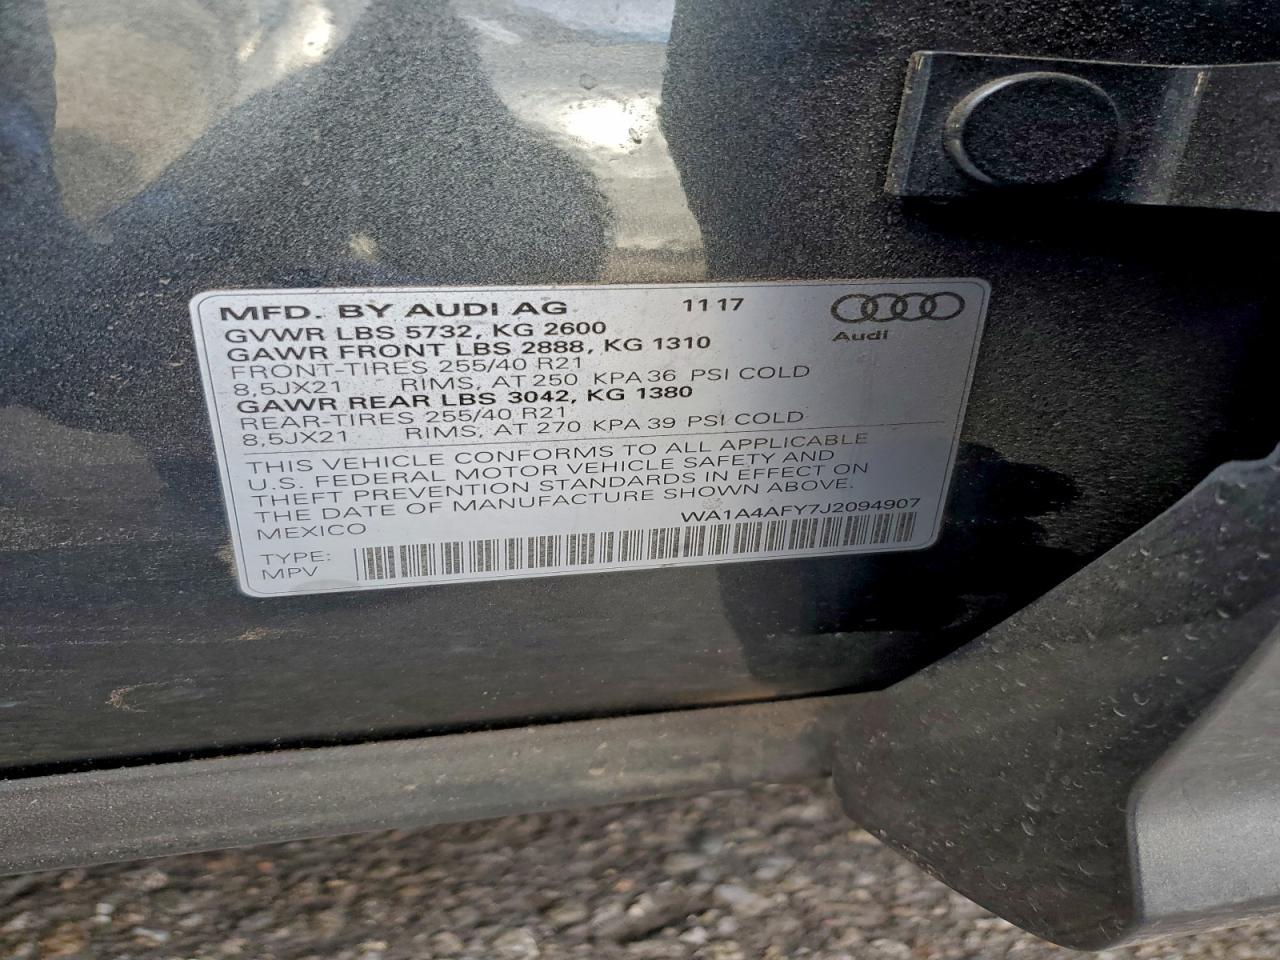 MFD. BY AUDI AG 11 17
Audi
GVWR LBS 5732, KG 2600
GAWR FRONT LBS 2888, KG 1310
FRONT-TIRES 255/40 R21
8,5JX21 RIMS, AT 250 KPA 36 PSI COLD
GAWR REAR LBS 3042, KG 1380
REAR-TIRES 255/40 R21
8,5JX21 RIMS, AT 270 KPA 39 PSI COLD
THIS VEHICLE CONFORMS TO ALL APPLICABLE
U.S. FEDERAL MOTOR VEHICLE SAFETY AND
THEFT PREVENTION STANDARDS IN EFFECT ON
THE DATE OF MANUFACTURE SHOWN ABOVE.
MEXICO WA1A4AFY7J2094907
TYPE:
MPV